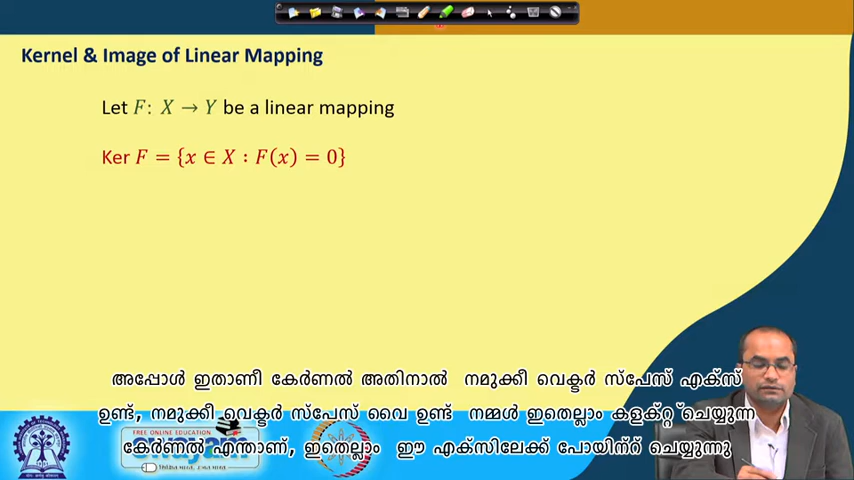 Kernel & Image of Linear Mapping
Let F: X → Y be a linear mapping
Ker F = {x ∈ X : F(x) = 0}
അപ്പോൾ ഇതാണീ കേർണൽ അതിനാൽ നമുക്കീ വെക്ടർ സ്പേസ് എക്സ്
ഉണ്ട്, നമുക്കീ വെക്ടർ സ്പേസ് വൈ ഉണ്ട് നമ്മൾ ഇതെല്ലാം കളക്റ്റ് ചെയ്യുന്ന
കേർണൽ എന്താണ്, ഇതെല്ലാം ഈ എക്സിലേക്ക് പോയിന്റ് ചെയ്യുന്നു
FREE ONLINE EDUCATION
swayam